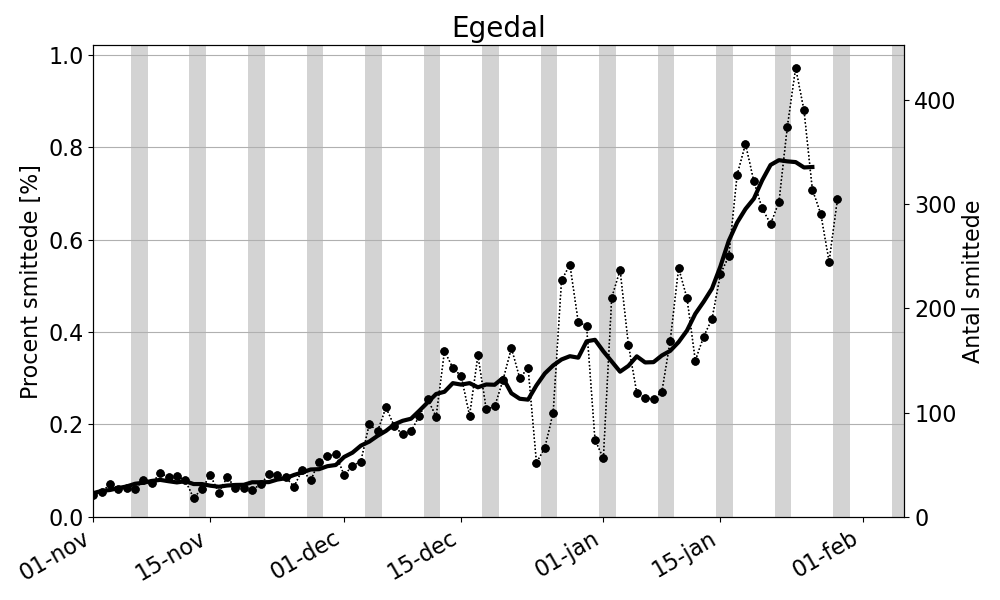 Egedal
1.0
0.8
0.6
0.4
0.2
0.0
Procent smittede [%]
400
300
200
100
0
Antal smittede
01-nov
15-nov
01-dec
15-dec
01-jan
15-jan
01-feb